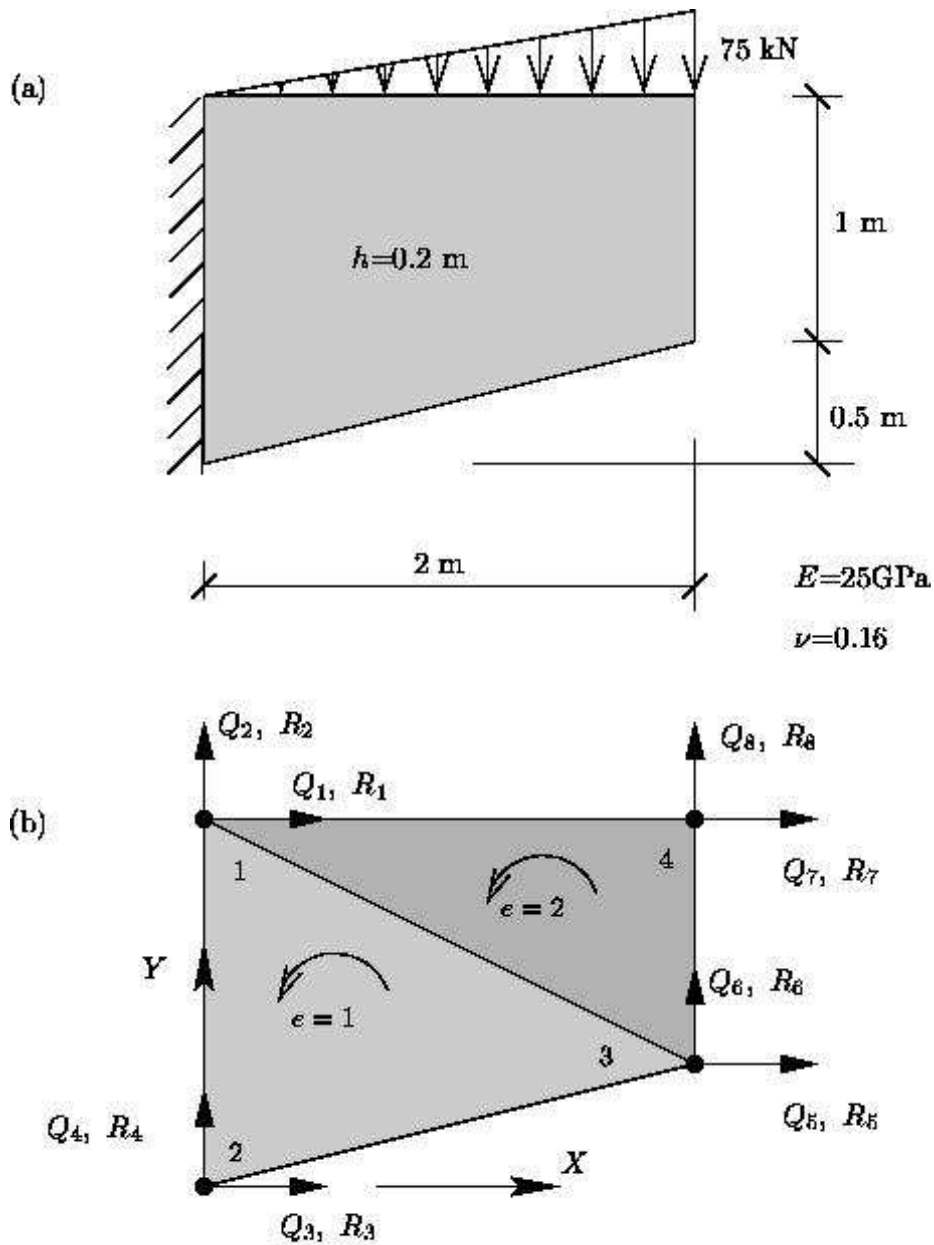 (a)
75 kN
1 m
h=0.2 m
0.5 m
2 m
E=25GPa
ν=0.16
(b)
Q₂, R₂
Q₈, R₈
Q₁, R₁
1
4
Q₇, R₇
e = 2
Y
Q₆, R₆
e = 1
3
Q₄, R₄
2
X
Q₅, R₅
Q₃, R₃